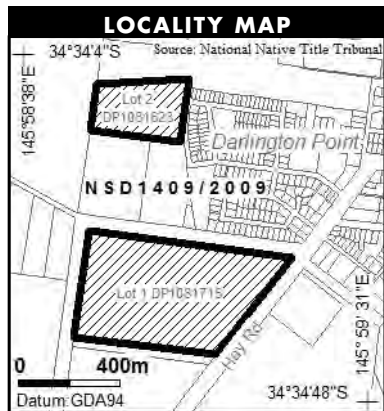 LOCALITY MAP
34°34'4"S
Source: National Native Title Tribunal
145°58'38"E
Lot 2
DP1081623
Darlington Point
NSD1409/2009
Lot 1 DP1081715
Hay Rd
145° 59' 31"E
0 400m
Datum: GDA94
34°34'48"S